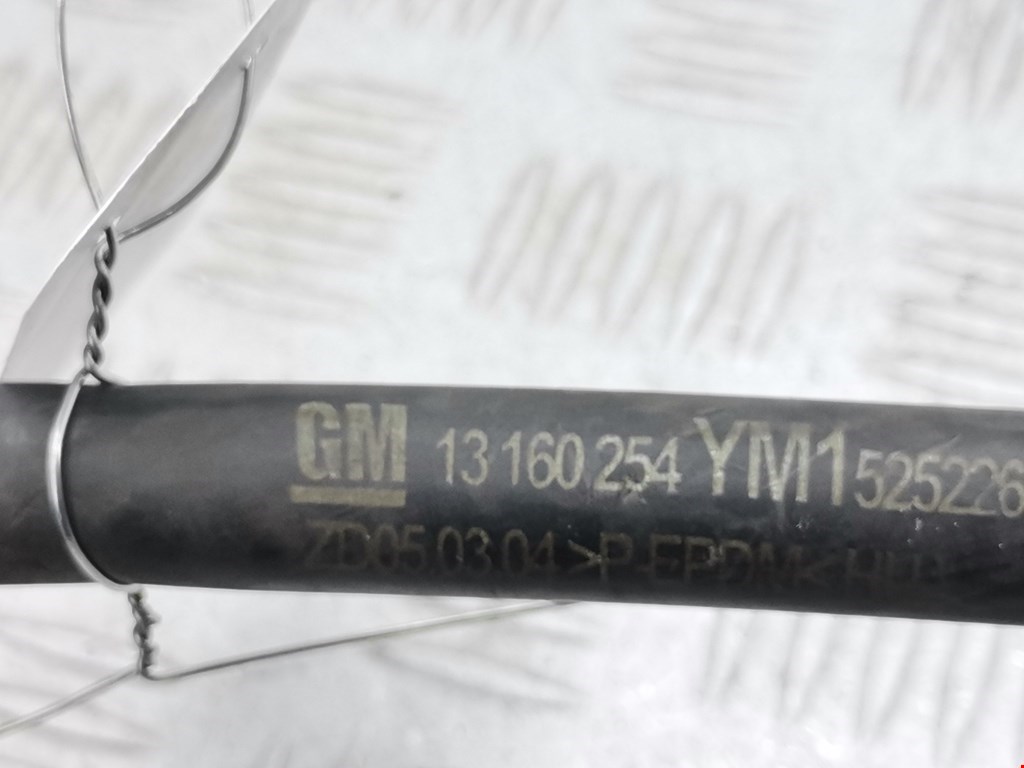 GM 13 160 254 YM1 525226
ZD05.03.04 >P-EPDM<